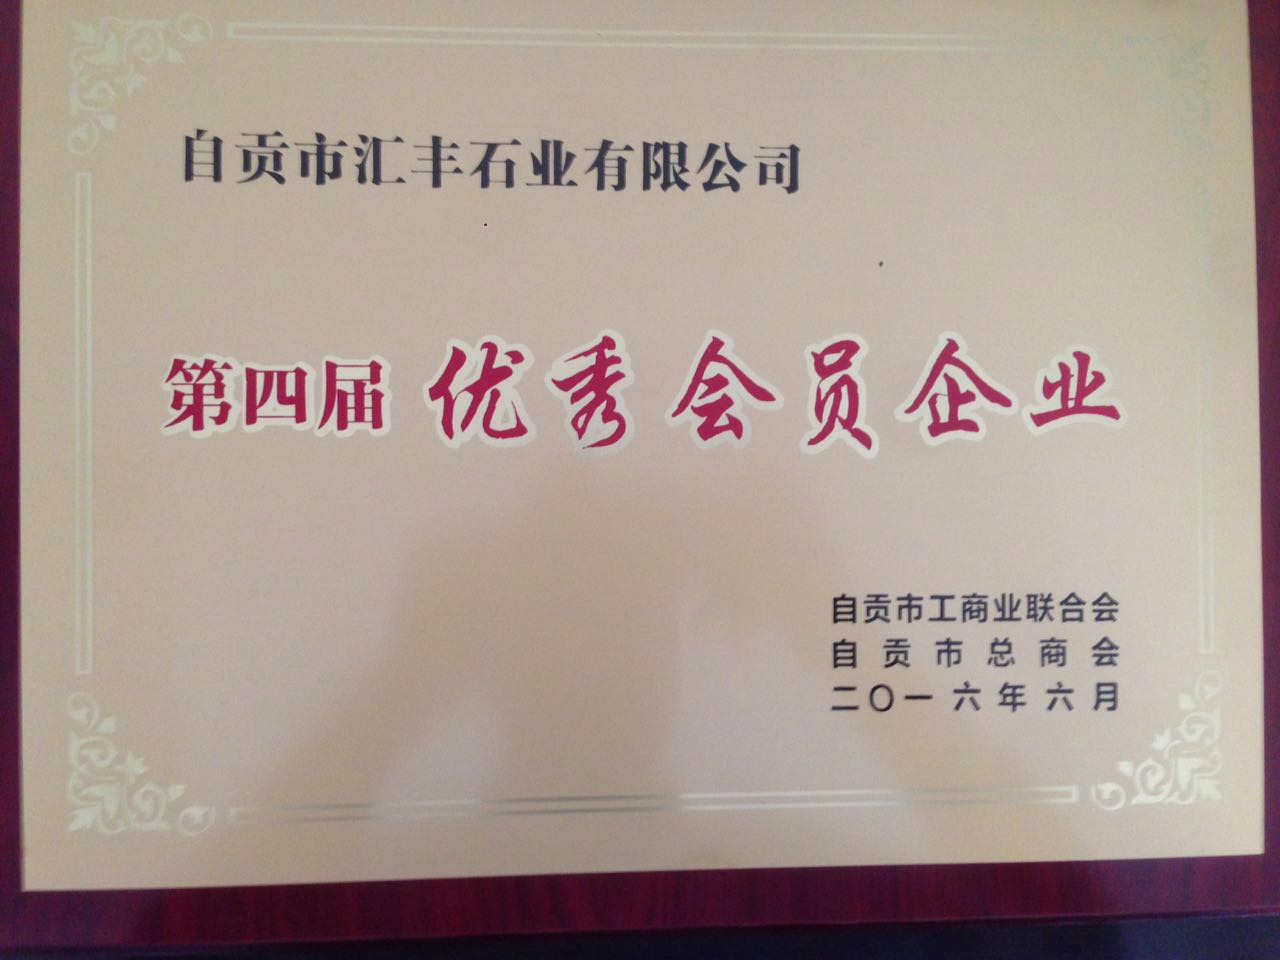 自贡市汇丰石业有限公司
第四届优秀会员企业
自贡市工商业联合会
自贡市总商会
二〇一六年六月